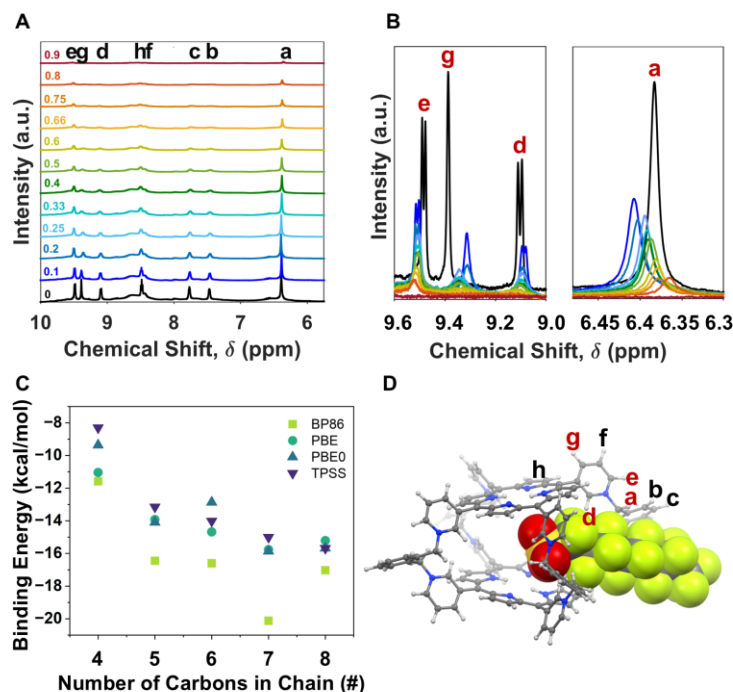 A
e g d h f c b a
0.9
0.8
0.75
0.66
0.6
0.5
0.4
0.33
0.25
0.2
0.1
0
10 9 8 7 6
Chemical Shift, δ (ppm)
Intensity (a.u.)
B
g
e
d
a
9.6 9.4 9.2 9.0
6.45 6.4 6.35 6.3
Chemical Shift, δ (ppm)
Intensity (a.u.)
C
−8
−10
−12
−14
−16
−18
−20
BP86
PBE
PBE0
TPSS
4 5 6 7 8
Number of Carbons in Chain (#)
Binding Energy (kcal/mol)
D
g f
h e
a b c
d